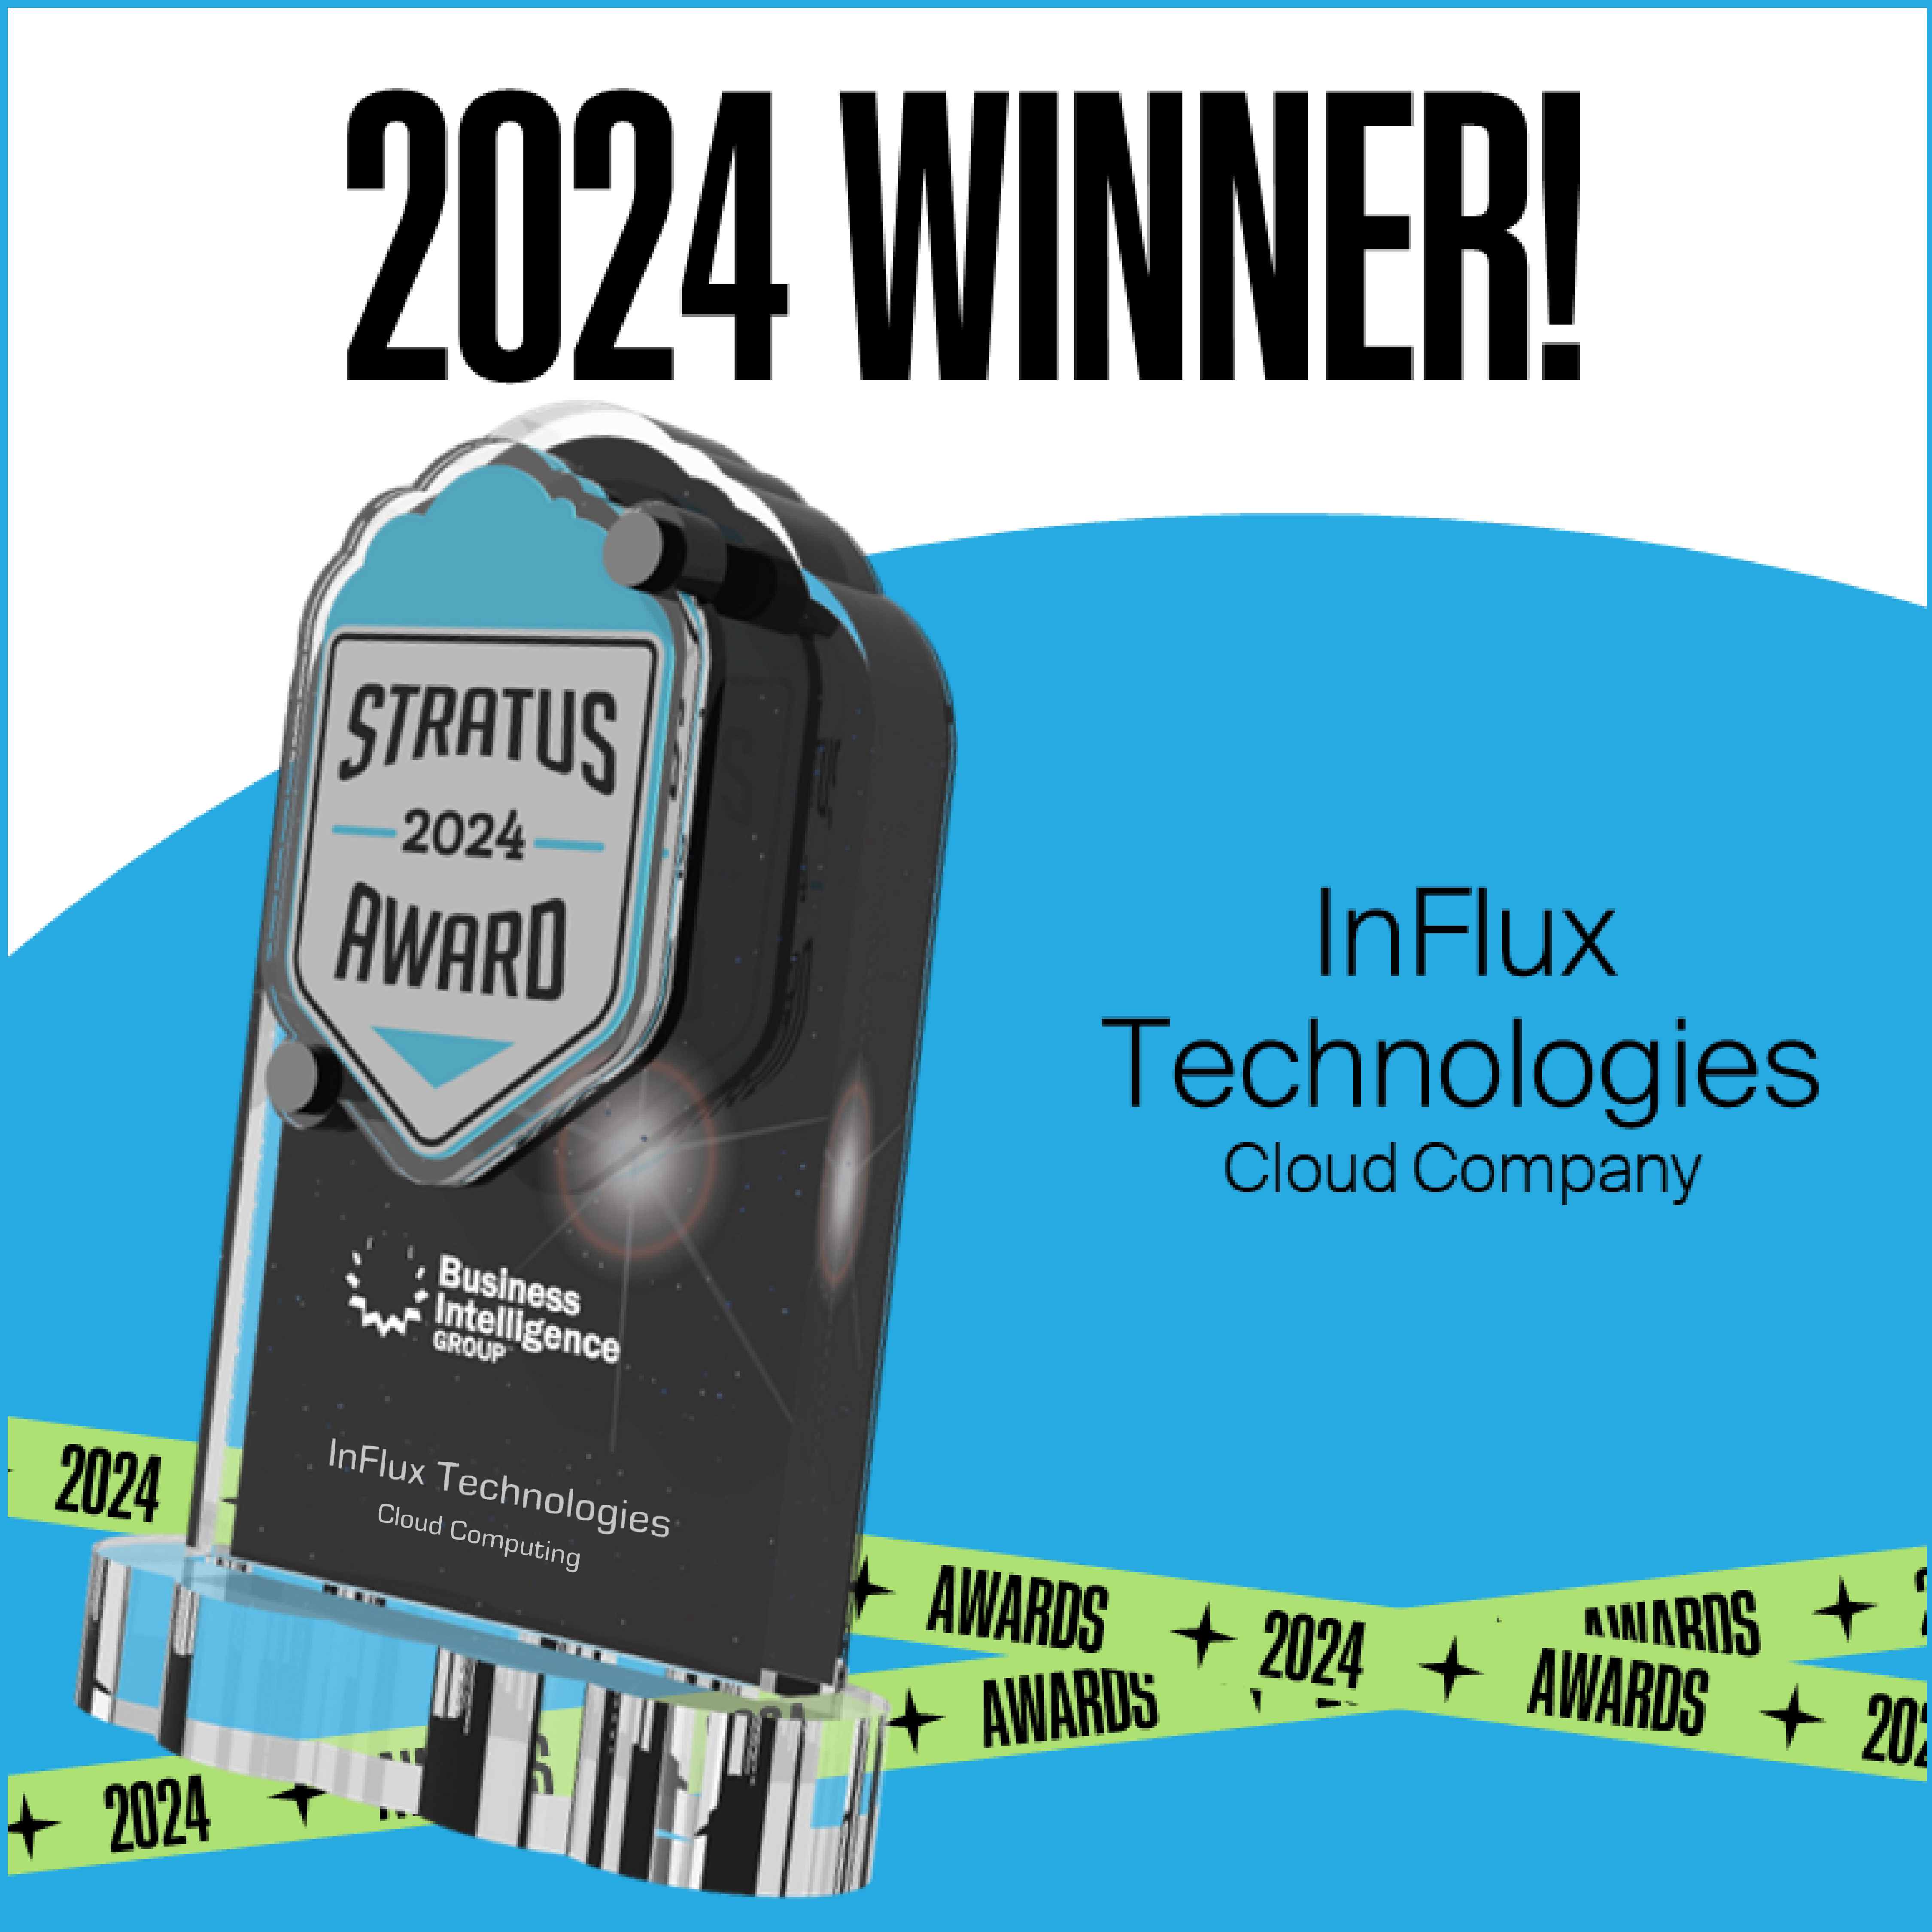 2024 WINNER!
STRATUS
2024
AWARD
Business
Intelligence
GROUP
InFlux Technologies
Cloud Computing
InFlux
Technologies
Cloud Company
2024
AWARDS 2024 AWARDS
AWARDS
AWARDS
2024